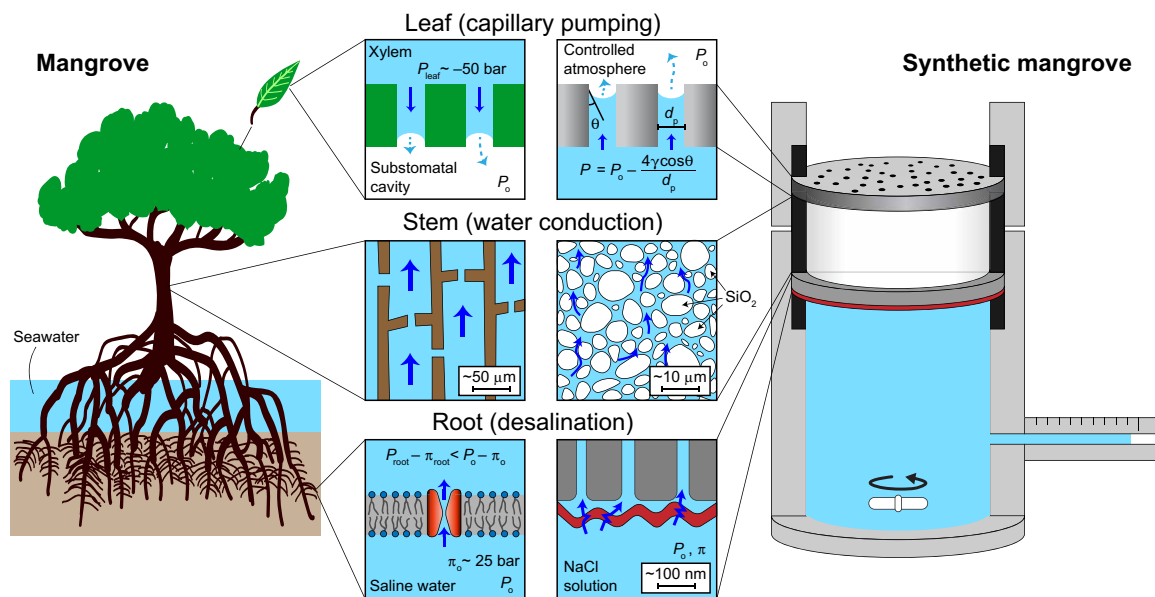 Leaf (capillary pumping)
Mangrove
Synthetic mangrove
Xylem
P_leaf ~ –50 bar
Substomatal
cavity
P_o
Controlled
atmosphere
P_o
θ
d_p
P = P_o – 4γcosθ / d_p
Stem (water conduction)
~50 μm
SiO₂
~10 μm
Seawater
Root (desalination)
P_root – π_root < P_o – π_o
π_o ~ 25 bar
Saline water
P_o
P_o, π
NaCl
solution
~100 nm